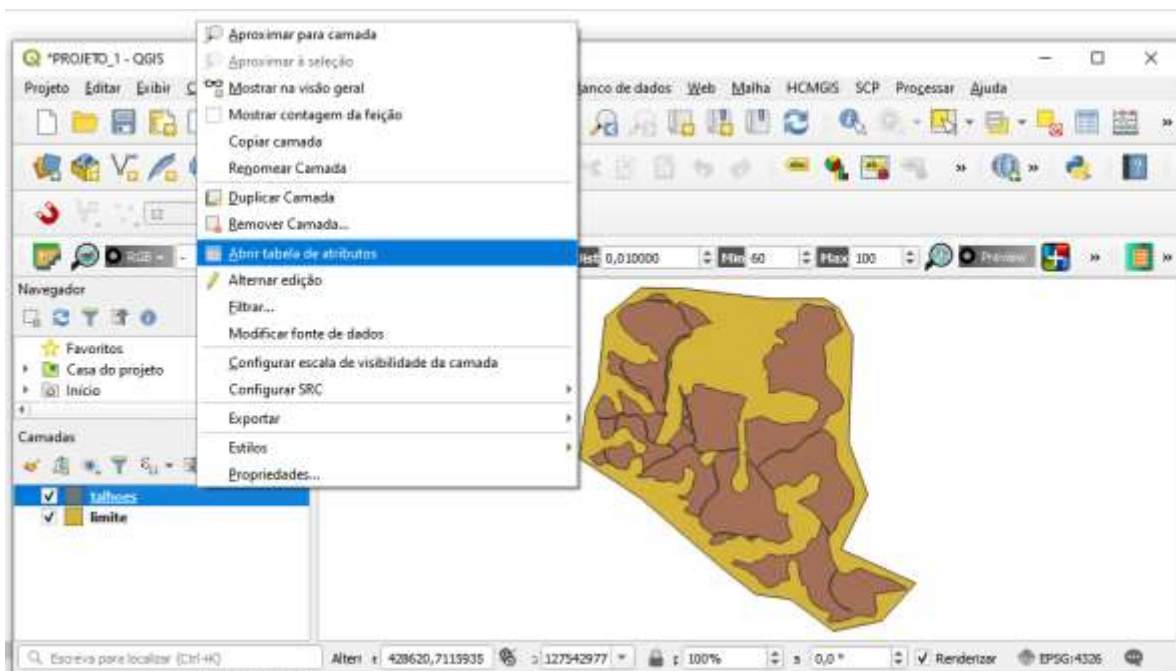 *PROJETO_1 - QGIS
Projeto Editar Exibir
anco de dados Web Malha HCMGIS SCP Processar Ajuda
Aproximar para camada
Aproximar à seleção
Mostrar na visão geral
Mostrar contagem da feição
Copiar camada
Renomear Camada
Duplicar Camada
Remover Camada...
Abrir tabela de atributos
Alternar edição
Filtrar...
Modificar fonte de dados
Configurar escala de visibilidade da camada
Configurar SRC
Exportar
Estilos
Propriedades...
12
RGB -
0,010000 Min 60 Max 100 Preview
Navegador
Favoritos
Casa do projeto
Início
Camadas
talhoes
limite
Escreva para localizar (Ctrl+K)
428620,7115935 127542977 100% 0,0 ° Renderizar EPSG:4326